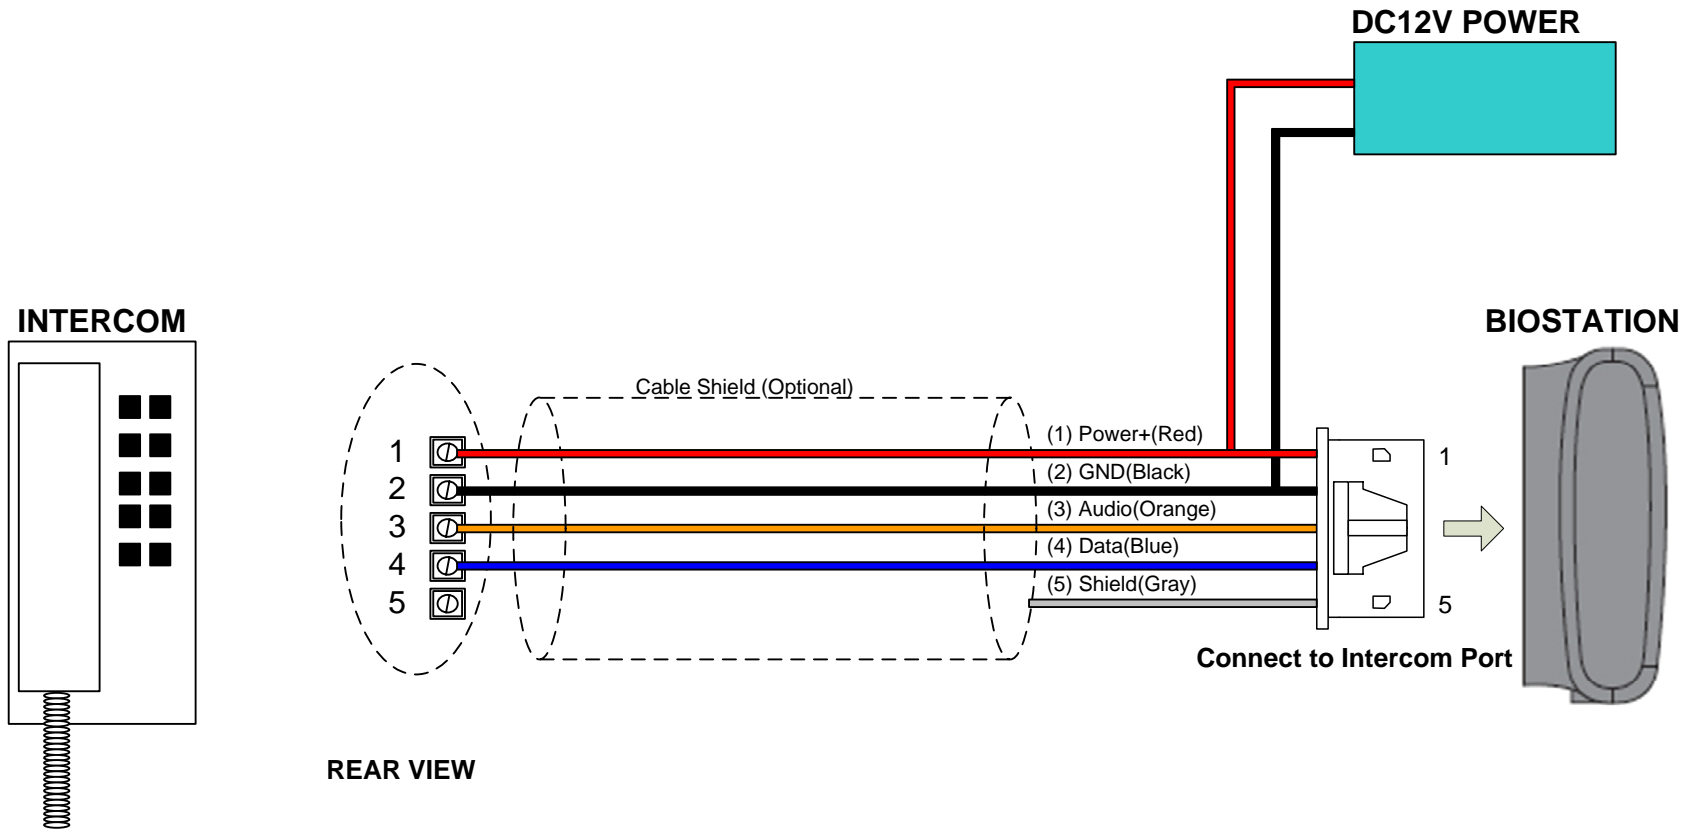 DC12V POWER
INTERCOM
BIOSTATION
Cable Shield (Optional)
(1) Power+(Red)
1
1
(2) GND(Black)
2
(3) Audio(Orange)
3
(4) Data(Blue)
4
(5) Shield(Gray)
5
5
Connect to Intercom Port
REAR VIEW